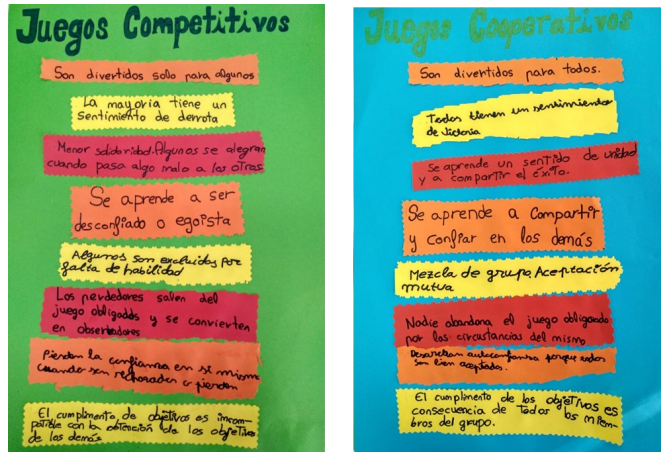 Juegos Competitivos
Son divertidos solo para algunos
La mayoría tiene un
sentimiento de derrota
Menor solidaridad. Algunos se alegran
cuando pasa algo malo a los otros
Se aprende a ser
desconfiado o egoísta
Algunos son excluidos por
falta de habilidad
Los perdedores salen del
juego obligados y se convierten
en observadores
Pierden la confianza en si mismo
cuando son rechazados o pierden
El cumplimento, de objetivos es incom-
patible con la obtención de los objetivos
de los demás
Juegos Cooperativos
Son divertidos para todos.
Todos tienen un sentimiento
de victoria
Se aprende un sentido de unidad
y a compartir el éxito.
Se aprende a Compartir
y confiar en los demás
Mezcla de grupo, Aceptación
mutua
Nadie abandona el juego obligado
por las circustancias del mismo
Desarrollan autoconfianza porque todos
son bien aceptados.
El cumplimento de los objetivos es
consecuencia de todos los miem-
bros del grupo.